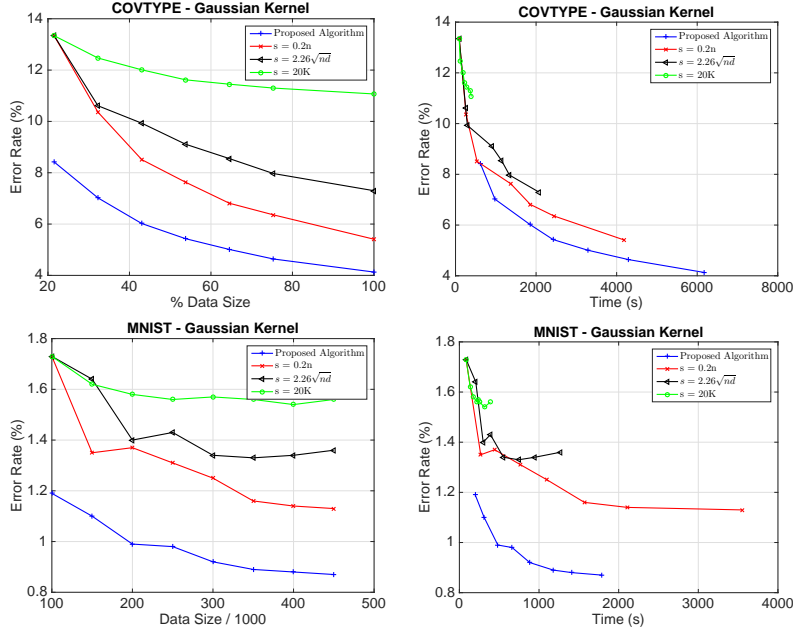 COVTYPE - Gaussian Kernel
Proposed Algorithm
s = 0.2n
s = 2.26√nd
s = 20K
14
12
10
8
6
4
Error Rate (%)
20 40 60 80 100
% Data Size
COVTYPE - Gaussian Kernel
Proposed Algorithm
s = 0.2n
s = 2.26√nd
s = 20K
14
12
10
8
6
4
Error Rate (%)
0 2000 4000 6000 8000
Time (s)
MNIST - Gaussian Kernel
Proposed Algorithm
s = 0.2n
s = 2.26√nd
s = 20K
1.8
1.6
1.4
1.2
1
0.8
Error Rate (%)
100 200 300 400 500
Data Size / 1000
MNIST - Gaussian Kernel
Proposed Algorithm
s = 0.2n
s = 2.26√nd
s = 20K
1.8
1.6
1.4
1.2
1
0.8
Error Rate (%)
0 1000 2000 3000 4000
Time (s)